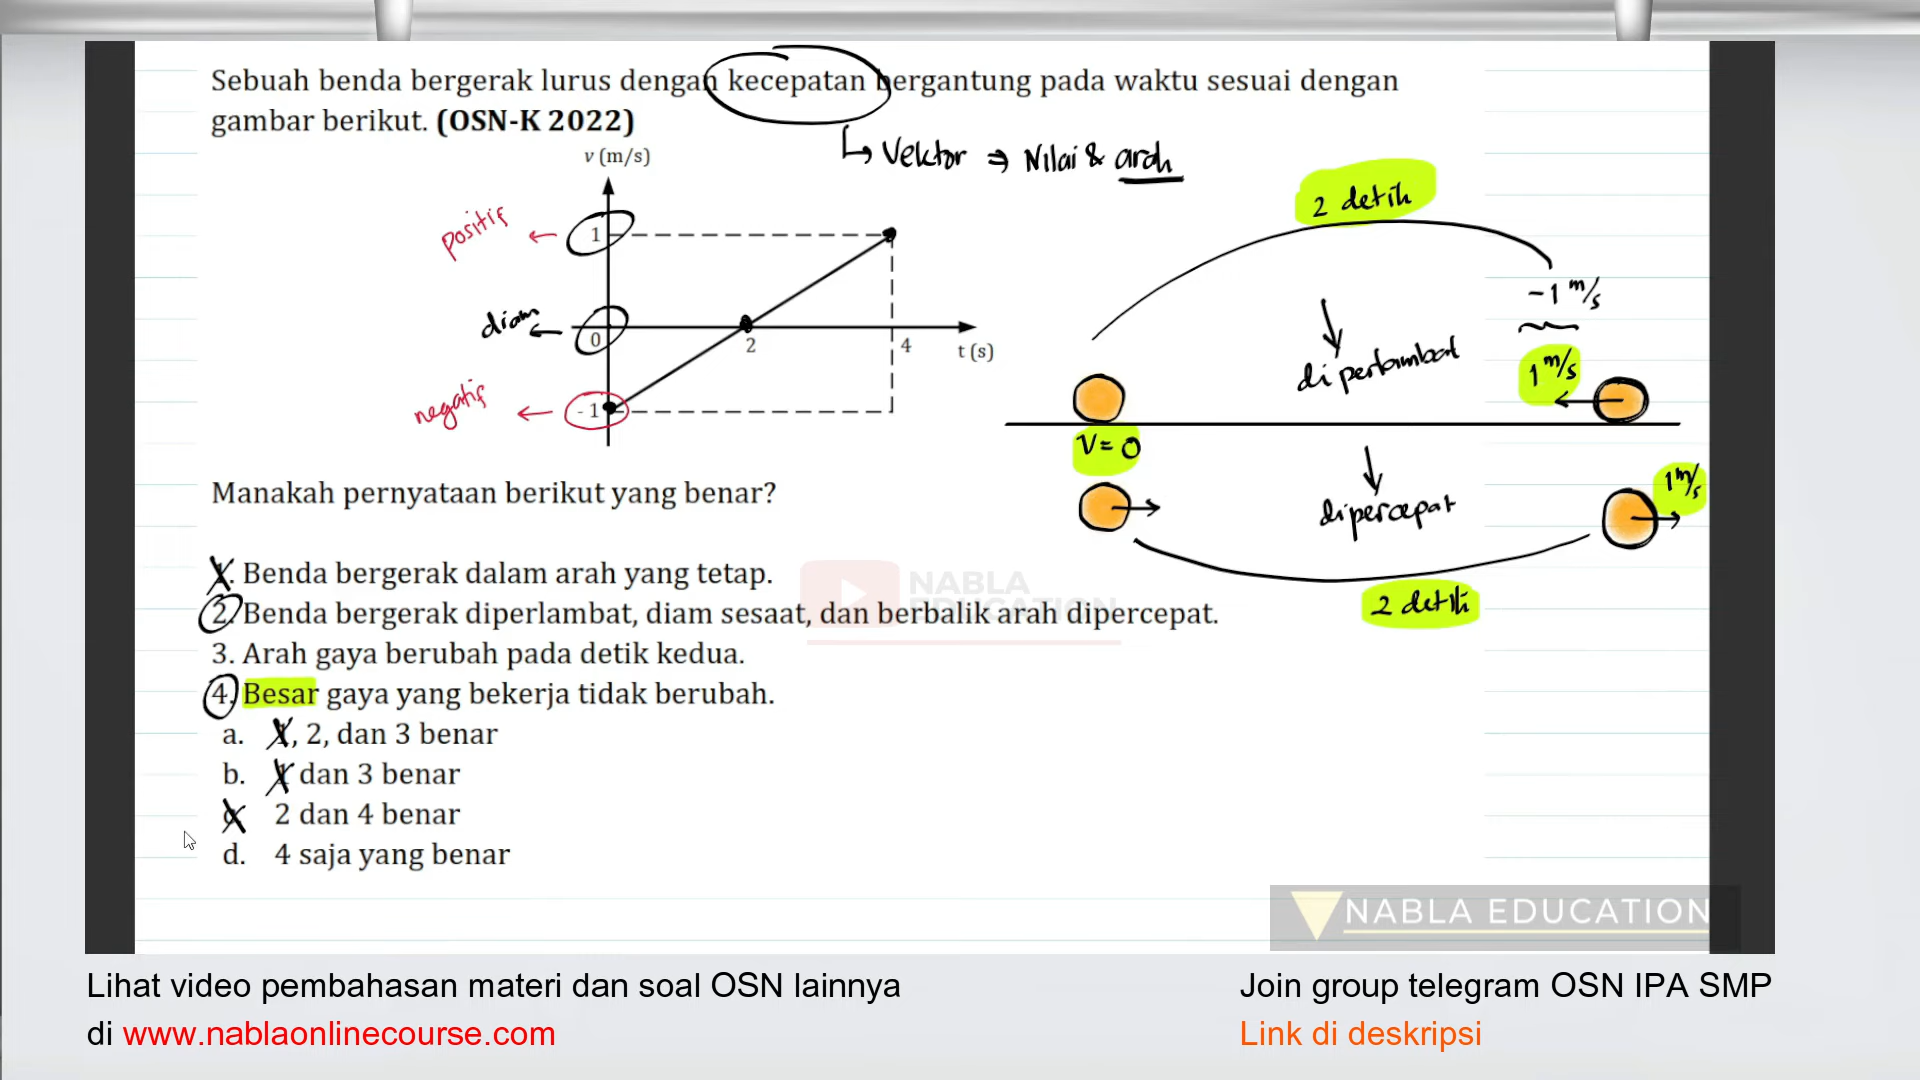 Sebuah benda bergerak lurus dengan kecepatan bergantung pada waktu sesuai dengan
gambar berikut. (OSN-K 2022)
↳ Vektor ⇒ Nilai & arah
v (m/s)
positif ← 1
diam ← 0
2
4
t (s)
negatif ← -1
2 detik
-1 m/s
diperlambat
1 m/s
V = 0
dipercepat
1 m/s
2 detik
Manakah pernyataan berikut yang benar?
1. Benda bergerak dalam arah yang tetap.
2. Benda bergerak diperlambat, diam sesaat, dan berbalik arah dipercepat.
3. Arah gaya berubah pada detik kedua.
4. Besar gaya yang bekerja tidak berubah.
a. 1, 2, dan 3 benar
b. 1 dan 3 benar
c. 2 dan 4 benar
d. 4 saja yang benar
NABLA
EDUCATION
NABLA EDUCATION
Lihat video pembahasan materi dan soal OSN lainnya
di www.nablaonlinecourse.com
Join group telegram OSN IPA SMP
Link di deskripsi